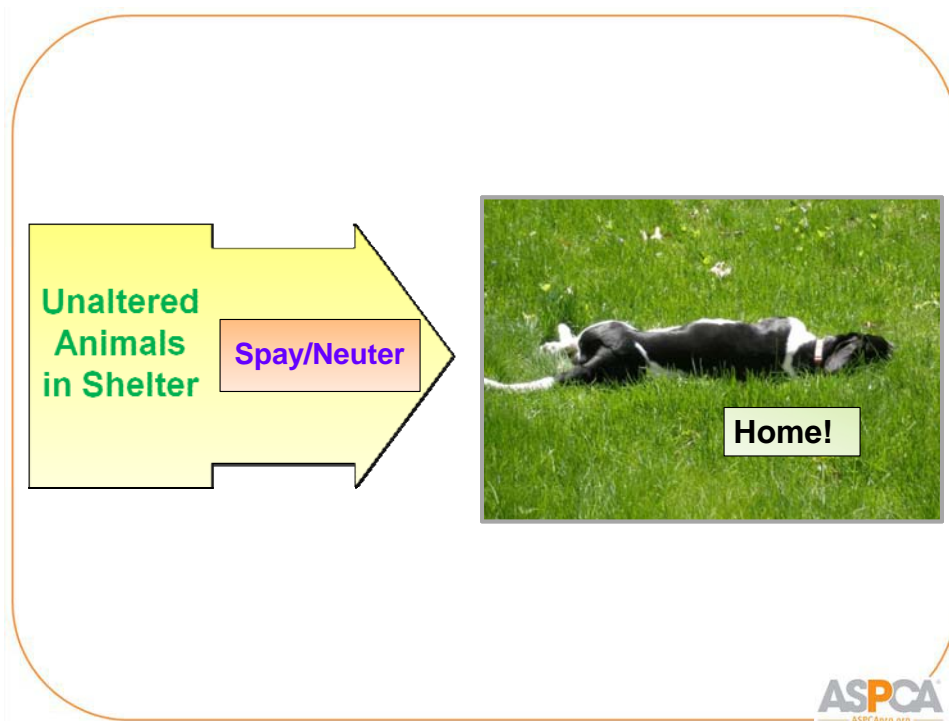 Unaltered
Animals
in Shelter
Spay/Neuter
Home!
ASPCA